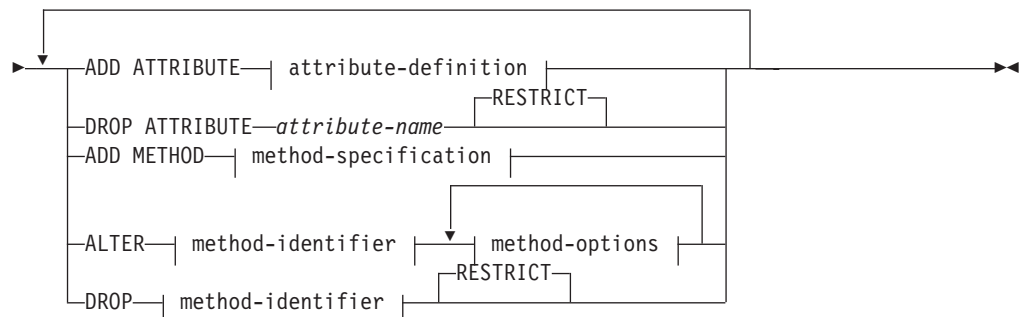 ADD ATTRIBUTE attribute-definition
RESTRICT
DROP ATTRIBUTE attribute-name
ADD METHOD method-specification
ALTER method-identifier method-options
RESTRICT
DROP method-identifier